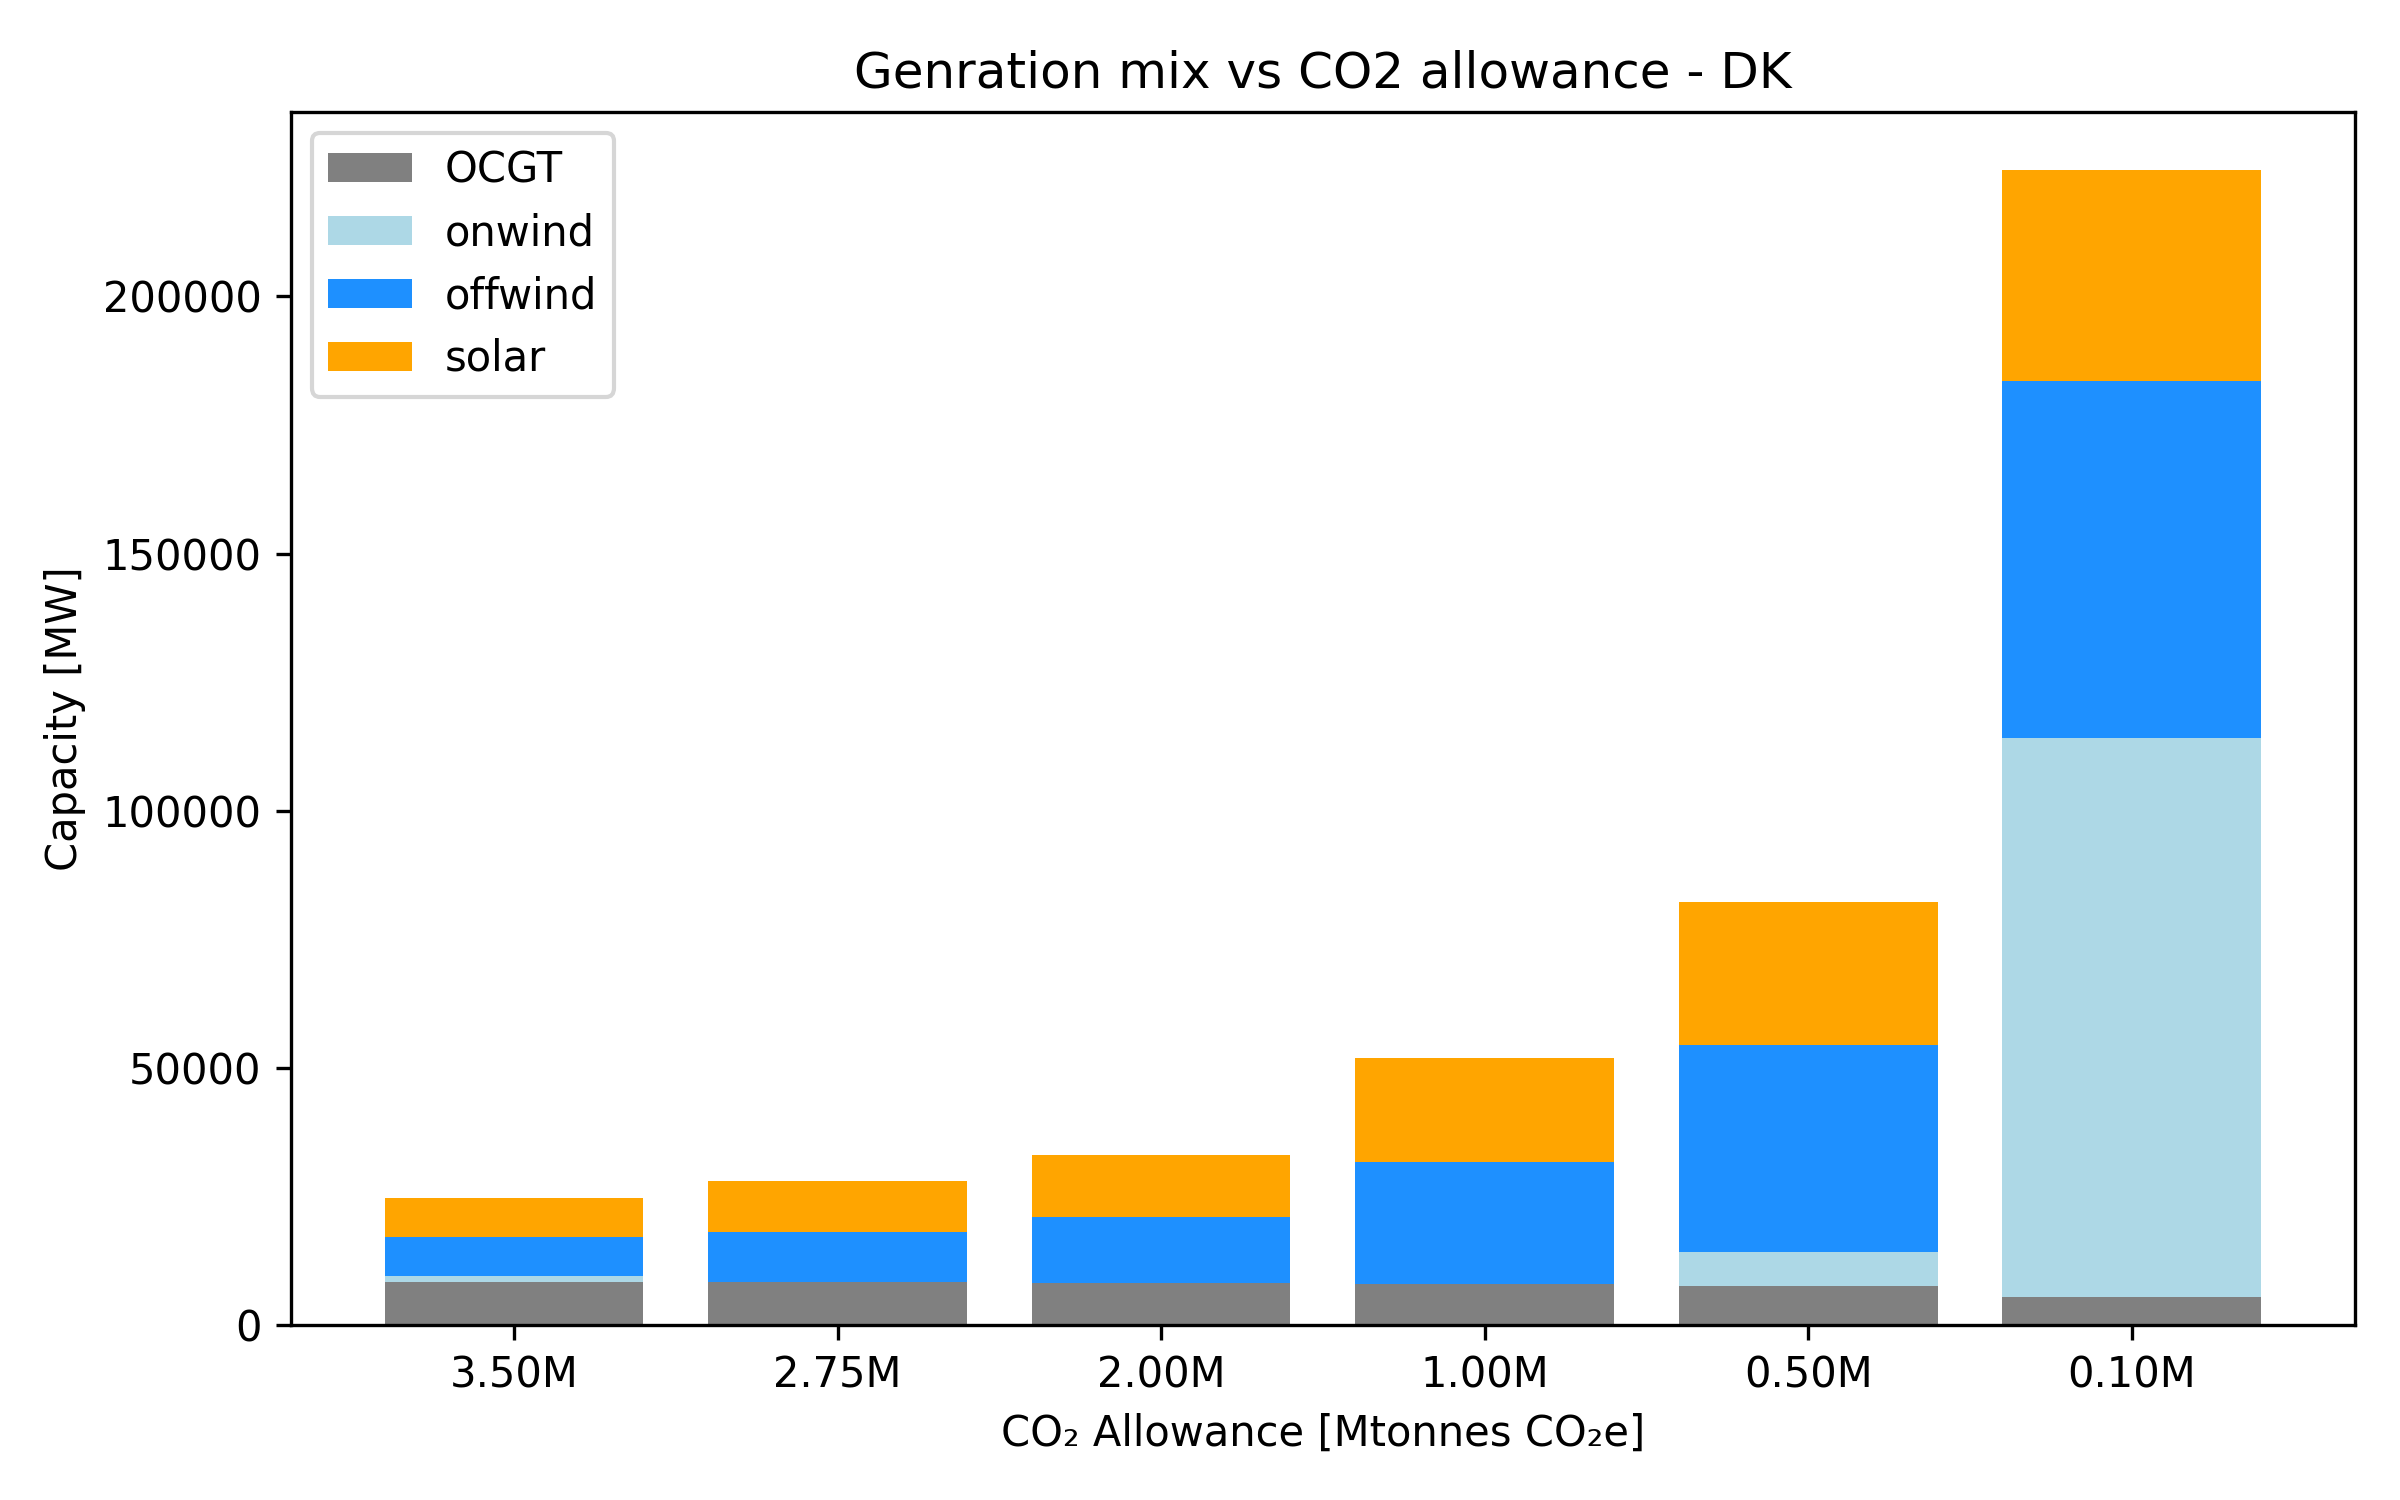 Genration mix vs CO2 allowance - DK
OCGT
onwind
offwind
solar
Capacity [MW]
200000
150000
100000
50000
0
3.50M 2.75M 2.00M 1.00M 0.50M 0.10M
CO₂ Allowance [Mtonnes CO₂e]